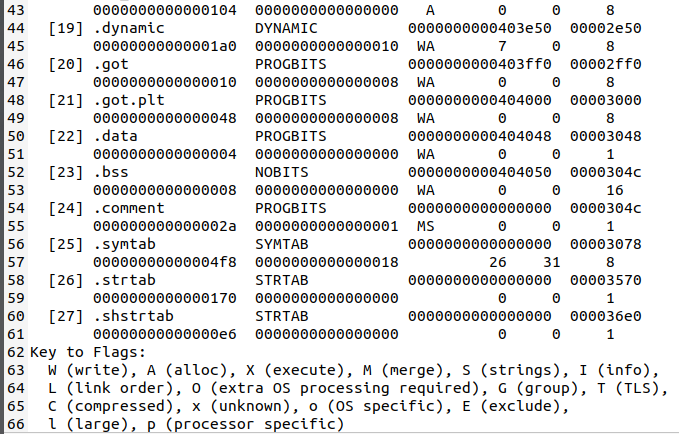 43 0000000000000104 0000000000000000 A 0 0 8
44 [19] .dynamic DYNAMIC 0000000000403e50 00002e50
45 00000000000001a0 0000000000000010 WA 7 0 8
46 [20] .got PROGBITS 0000000000403ff0 00002ff0
47 0000000000000010 0000000000000008 WA 0 0 8
48 [21] .got.plt PROGBITS 0000000000404000 00003000
49 0000000000000048 0000000000000008 WA 0 0 8
50 [22] .data PROGBITS 0000000000404048 00003048
51 0000000000000004 0000000000000000 WA 0 0 1
52 [23] .bss NOBITS 0000000000404050 0000304c
53 0000000000000008 0000000000000000 WA 0 0 16
54 [24] .comment PROGBITS 0000000000000000 0000304c
55 000000000000002a 0000000000000001 MS 0 0 1
56 [25] .symtab SYMTAB 0000000000000000 00003078
57 00000000000004f8 0000000000000018 26 31 8
58 [26] .strtab STRTAB 0000000000000000 00003570
59 0000000000000170 0000000000000000 0 0 1
60 [27] .shstrtab STRTAB 0000000000000000 000036e0
61 00000000000000e6 0000000000000000 0 0 1
62 Key to Flags:
63 W (write), A (alloc), X (execute), M (merge), S (strings), I (info),
64 L (link order), O (extra OS processing required), G (group), T (TLS),
65 C (compressed), x (unknown), o (OS specific), E (exclude),
66 l (large), p (processor specific)